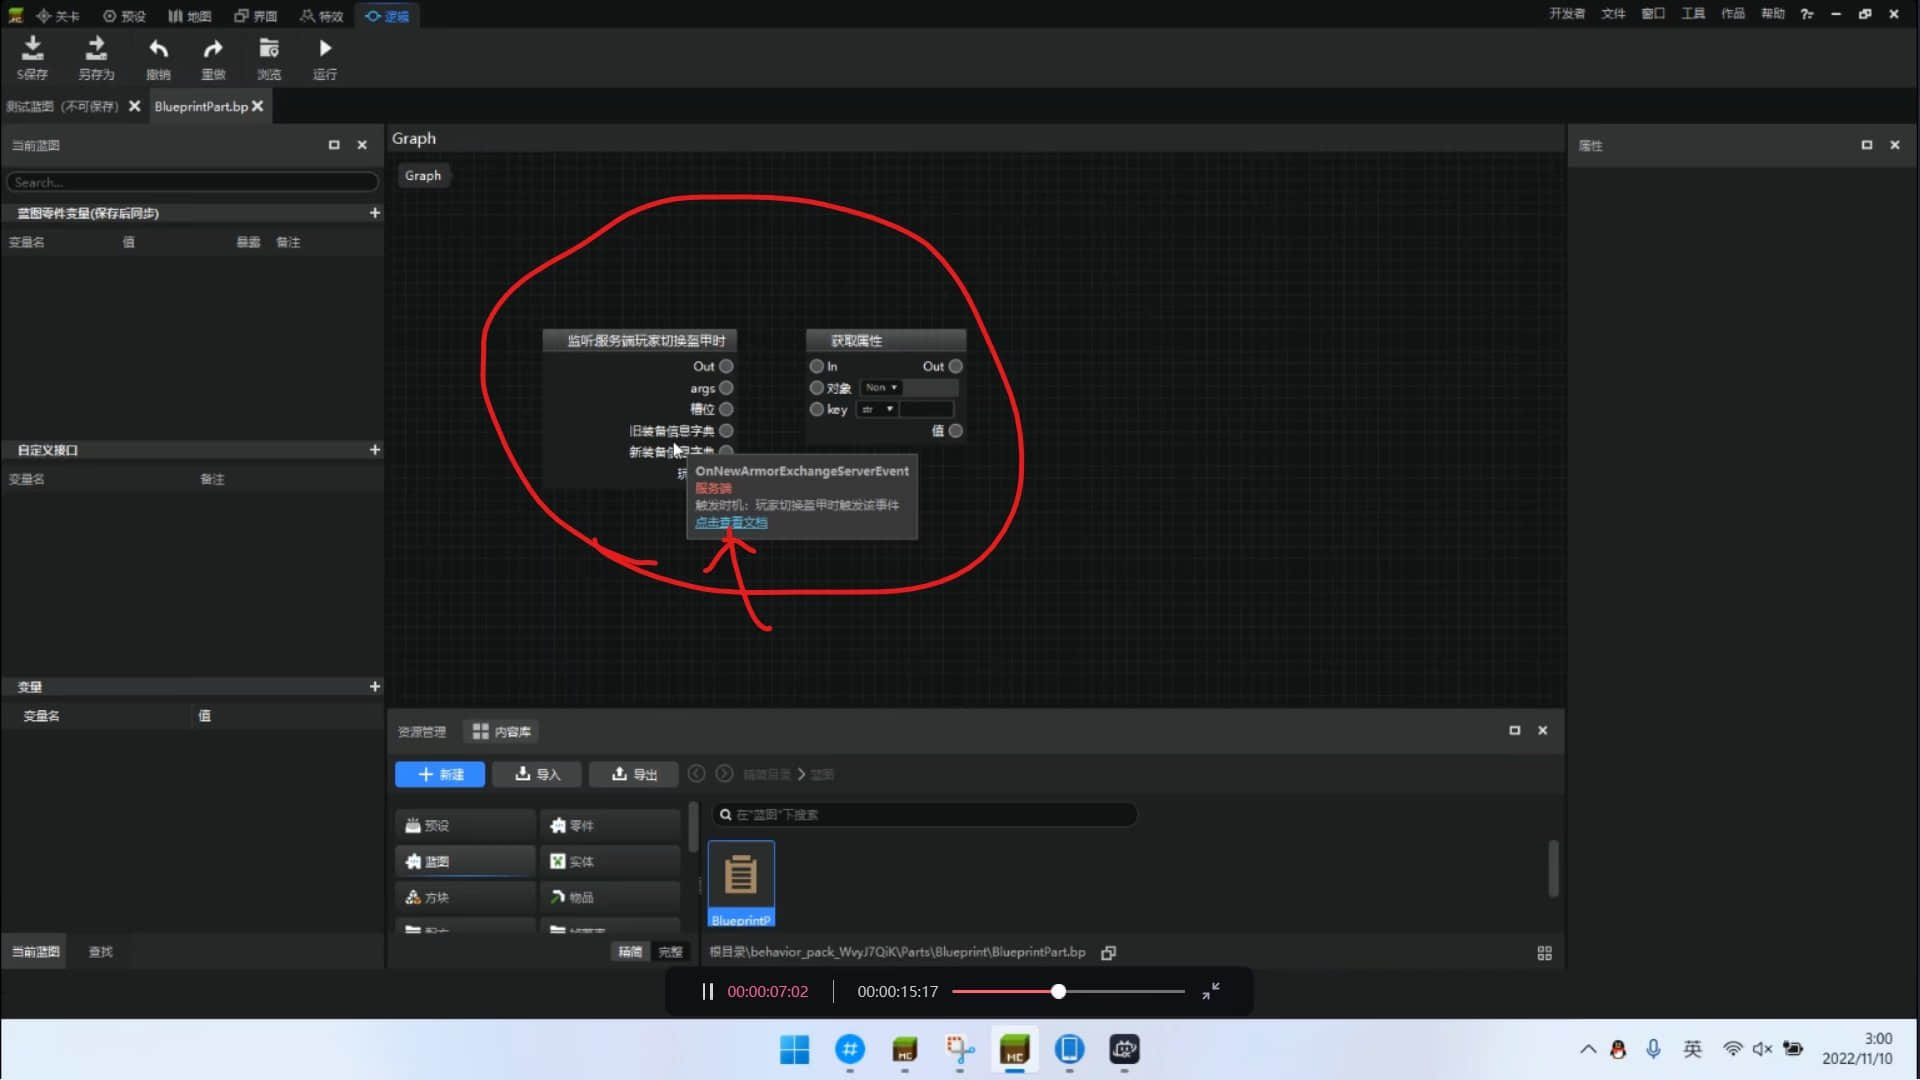 关卡 预设 地图 界面 特效 逻辑 开发者 文件 窗口 工具 作品 帮助
S保存 另存为 撤销 重做 浏览 运行
测试蓝图（不可保存） BlueprintPart.bp
当前蓝图
Search...
蓝图零件变量(保存后同步)
变量名 值 暴露 备注
自定义接口
变量名 备注
变量
变量名 值
当前蓝图 查找
Graph
Graph
监听:服务端玩家切换盔甲时
Out
args
槽位
旧装备信息字典
新装备信息字典
玩
获取属性
In Out
对象 Non
key str
值
OnNewArmorExchangeServerEvent
服务端
触发时机：玩家切换盔甲时触发该事件
点击查看文档
属性
资源管理 内容库
新建 导入 导出 精简目录 蓝图
预设 零件
蓝图 实体
方块 物品
精简 完整
在"蓝图"下搜索
BlueprintP
根目录\behavior_pack_WvyJ7QiK\Parts\Blueprint\BlueprintPart.bp
00:00:07:02 00:00:15:17
MC MC
英
3:00
2022/11/10